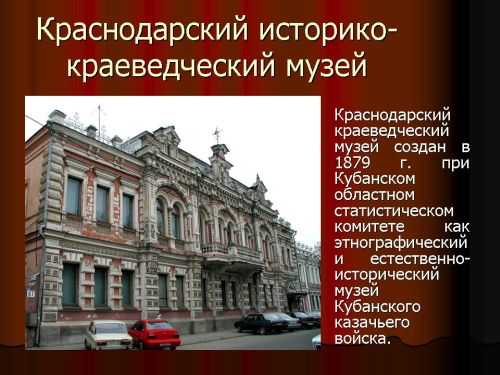 Краснодарский историко-
краеведческий музей
Краснодарский
краеведческий
музей создан в
1879 г. при
Кубанском
областном
статистическом
комитете как
этнографический
и естественно-
исторический
музей
Кубанского
казачьего
войска.